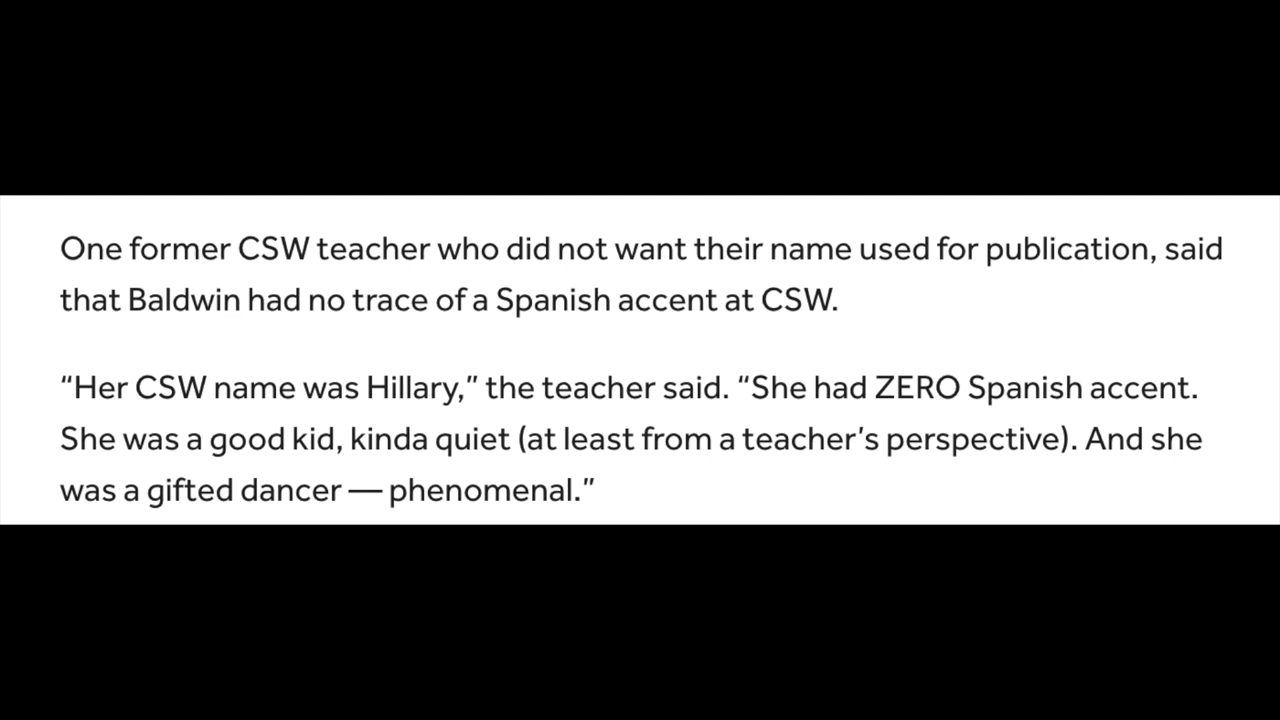 One former CSW teacher who did not want their name used for publication, said
that Baldwin had no trace of a Spanish accent at CSW.
“Her CSW name was Hillary,” the teacher said. “She had ZERO Spanish accent.
She was a good kid, kinda quiet (at least from a teacher’s perspective). And she
was a gifted dancer — phenomenal.”